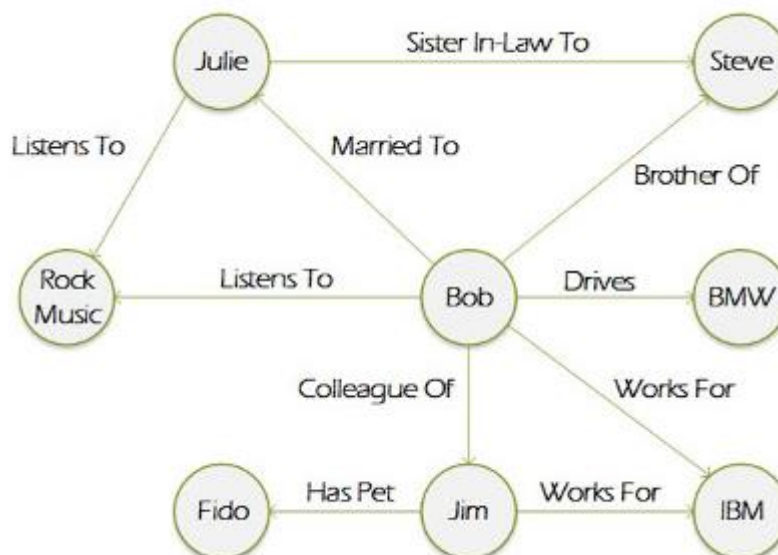 Sister In-Law To
Julie
Steve
Listens To
Married To
Brother Of
Rock
Music
Listens To
Bob
Drives
BMW
Colleague Of
Works For
Fido
Has Pet
Jim
Works For
IBM